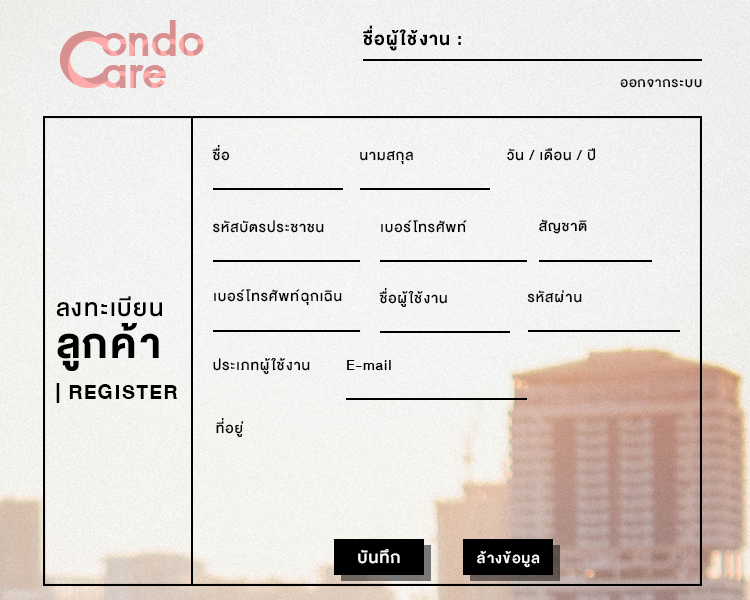 Condo
Care
ชื่อผู้ใช้งาน :
ออกจากระบบ
ชื่อ
นามสกุล
วัน / เดือน / ปี
รหัสบัตรประชาชน
เบอร์โทรศัพท์
สัญชาติ
เบอร์โทรศัพท์ฉุกเฉิน
ชื่อผู้ใช้งาน
รหัสผ่าน
ลงทะเบียน
ลูกค้า
| REGISTER
ประเภทผู้ใช้งาน
E-mail
ที่อยู่
บันทึก
ล้างข้อมูล